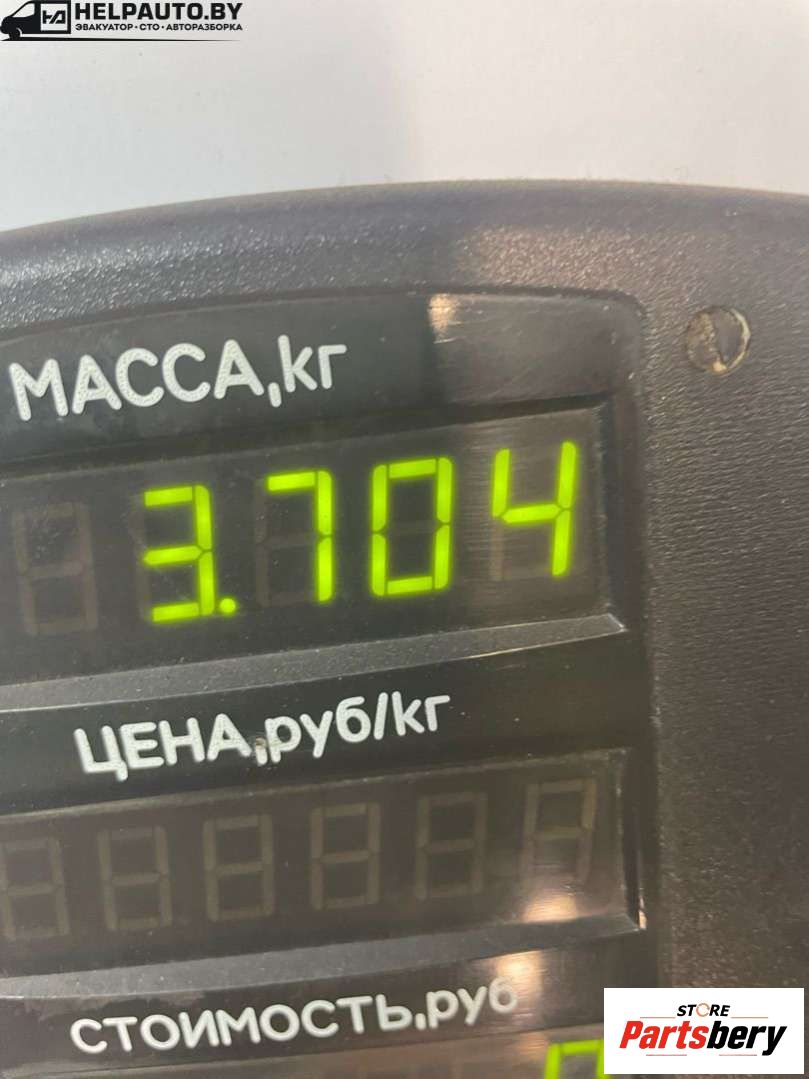 HELPAUTO.BY
ЭВАКУАТОР • СТО • АВТОРАЗБОРКА
МАССА,кг
3.704
ЦЕНА,руб/кг
СТОИМОСТЬ,руб
STORE
Partsbery